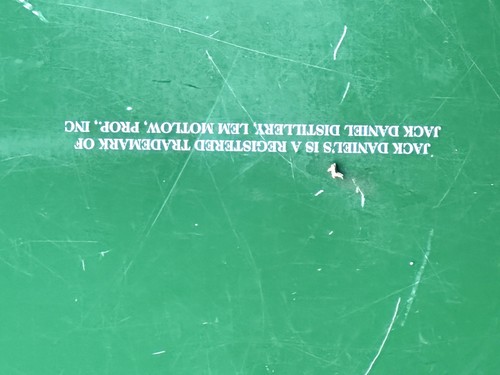 JACK DANIEL'S IS A REGISTERED TRADEMARK OF
JACK DANIEL DISTILLERY, LEM MOTLOW, PROP., INC